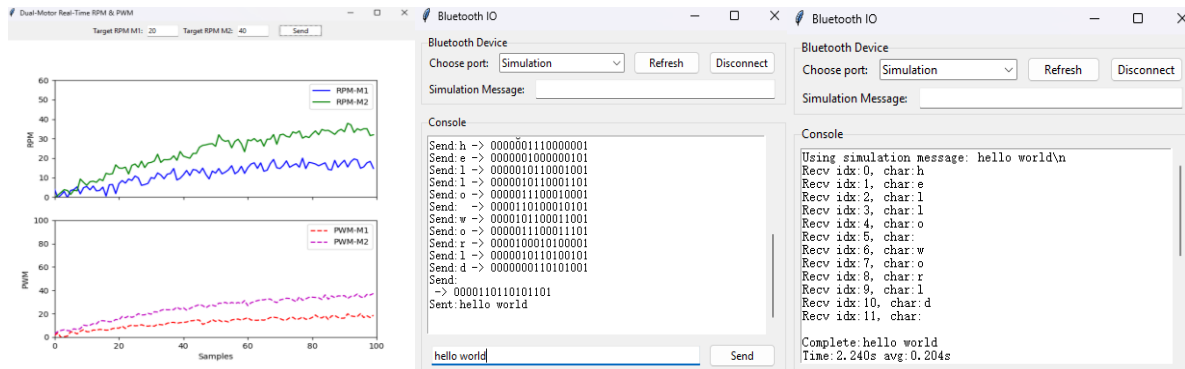 Dual-Motor Real-Time RPM & PWM
Target RPM M1: 20 Target RPM M2: 40 Send
60
50
40
30
20
10
0
RPM
RPM-M1
RPM-M2
100
80
60
40
20
0
PWM
PWM-M1
PWM-M2
0 20 40 60 80 100
Samples
Bluetooth IO
Bluetooth Device
Choose port: Simulation Refresh Disconnect
Simulation Message:
Console
Send:h -> 0000001110000001
Send:e -> 0000001000000101
Send:l -> 0000010110001001
Send:l -> 0000010110001101
Send:o -> 0000011100010001
Send: -> 0000110100010101
Send:w -> 0000101100011001
Send:o -> 0000011100011101
Send:r -> 0000100010100001
Send:l -> 0000010110100101
Send:d -> 0000000110101001
Send:
-> 0000110110101101
Sent:hello world
hello world Send
Bluetooth IO
Bluetooth Device
Choose port: Simulation Refresh Disconnect
Simulation Message:
Console
Using simulation message: hello world\n
Recv idx:0, char:h
Recv idx:1, char:e
Recv idx:2, char:l
Recv idx:3, char:l
Recv idx:4, char:o
Recv idx:5, char:
Recv idx:6, char:w
Recv idx:7, char:o
Recv idx:8, char:r
Recv idx:9, char:l
Recv idx:10, char:d
Recv idx:11, char:
Complete:hello world
Time:2.240s avg:0.204s